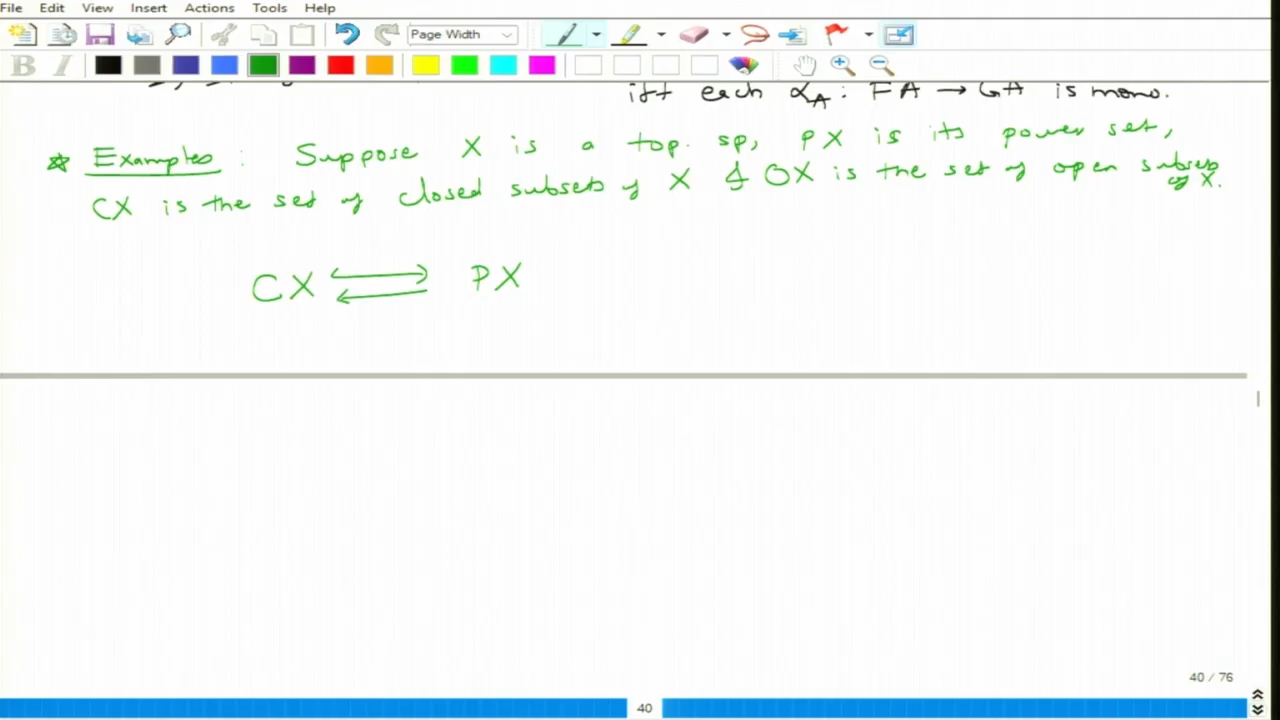 File Edit View Insert Actions Tools Help
Page Width
B I
iff each α_A : FA → GA is mono.
* Examples : Suppose X is a top. sp, PX is its power set,
CX is the set of closed subsets of X & OX is the set of open subsets of X.
CX ⇄ PX
40 / 76
40